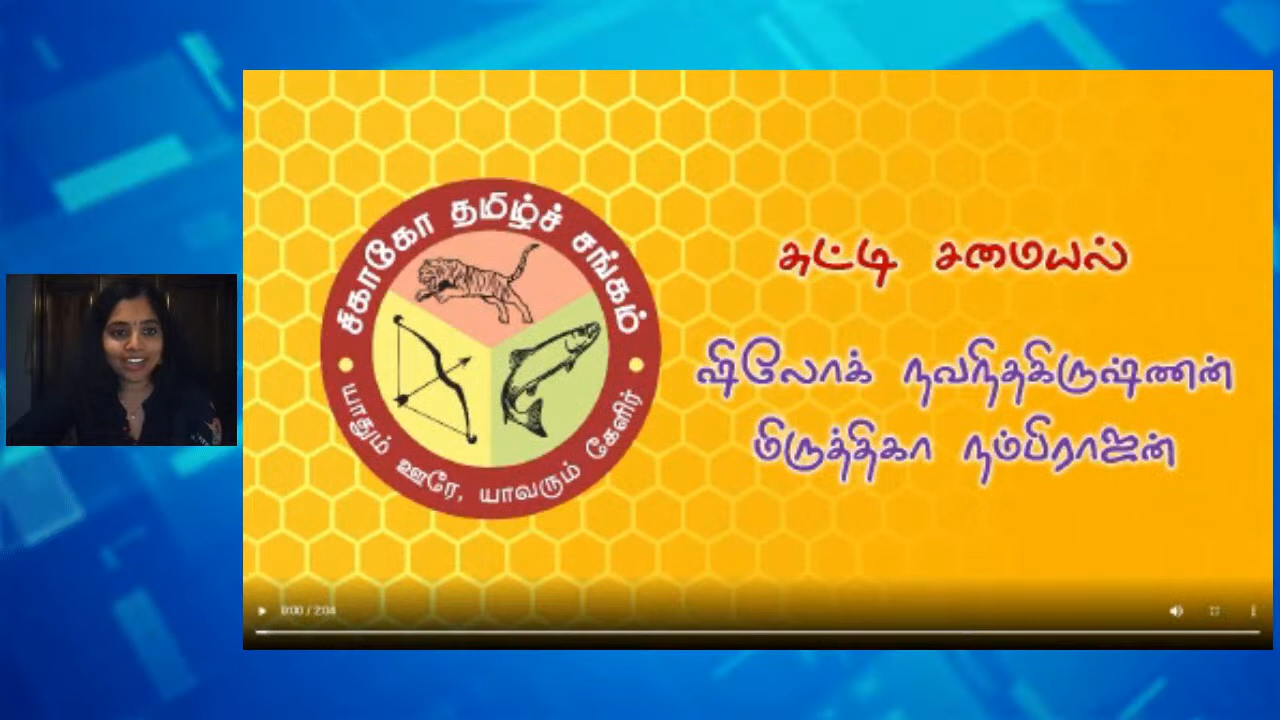 சிகாகோ தமிழ்ச் சங்கம்
யாதும் ஊரே, யாவரும் கேளிர்
சுட்டி சமையல்
ஷிலோக் நவநிதகிருஷ்ணன்
மிருத்திகா நம்பிராஜன்
0:00 / 2:04